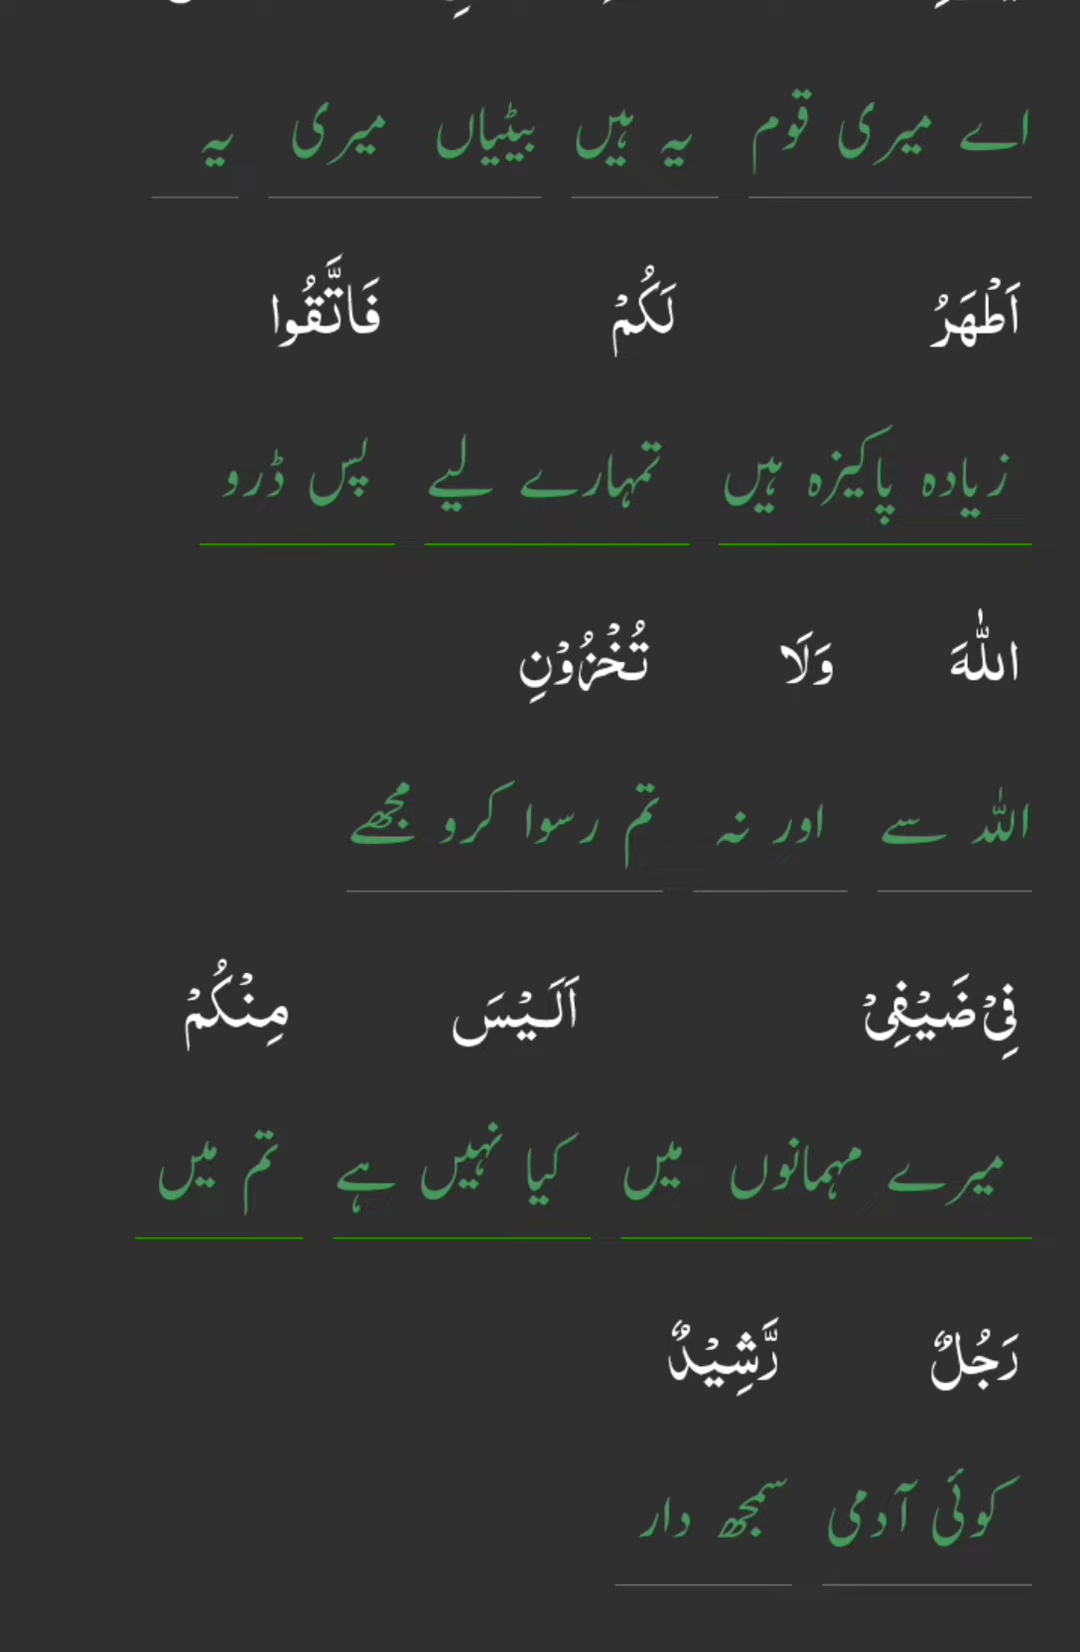 اے میری قوم یہ ہیں بیٹیاں میری یہ
اَطْهَرُ لَكُمْ فَاتَّقُوا
زیادہ پاکیزہ ہیں تمہارے لیے پس ڈرو
اللّٰهَ وَلَا تُخْزُوْنِ
اللہ سے اور نہ تم رسوا کرو مجھے
فِیْ ضَیْفِیْ اَلَیْسَ مِنْكُمْ
میرے مہمانوں میں کیا نہیں ہے تم میں
رَجُلٌ رَّشِیْدٌ
کوئی آدمی سمجھ دار